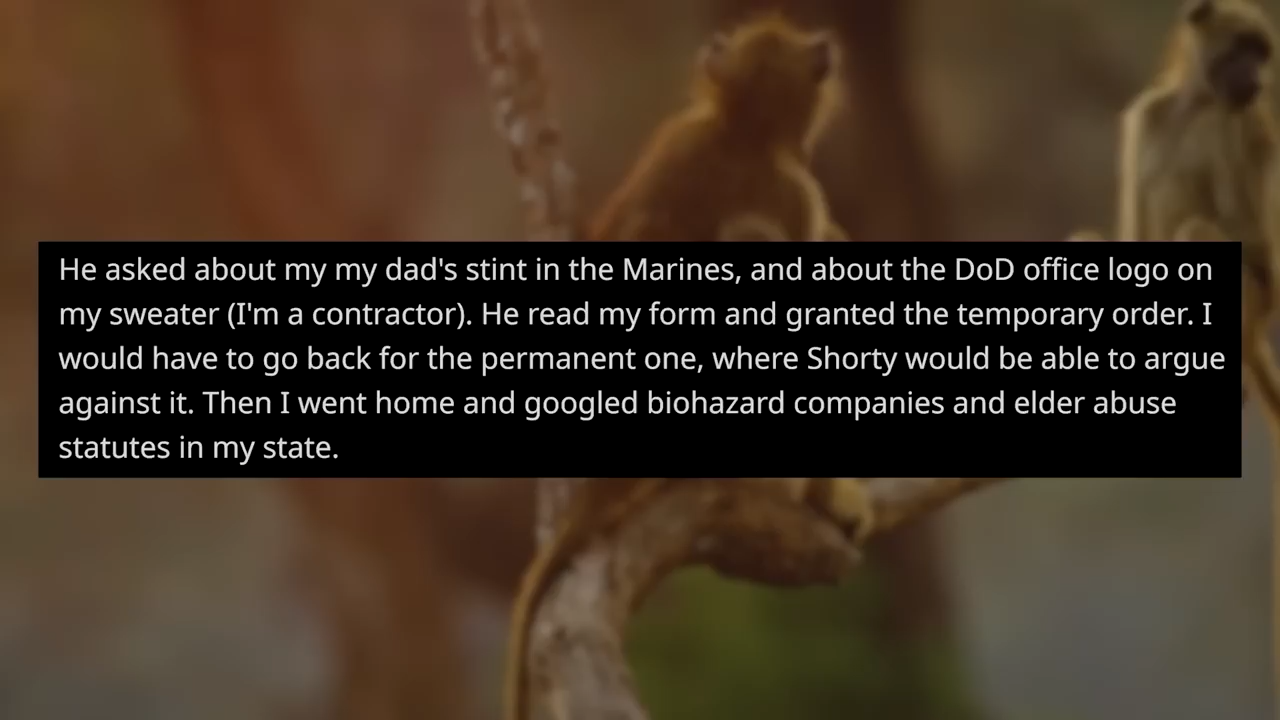 He asked about my my dad's stint in the Marines, and about the DoD office logo on
my sweater (I'm a contractor). He read my form and granted the temporary order. I
would have to go back for the permanent one, where Shorty would be able to argue
against it. Then I went home and googled biohazard companies and elder abuse
statutes in my state.